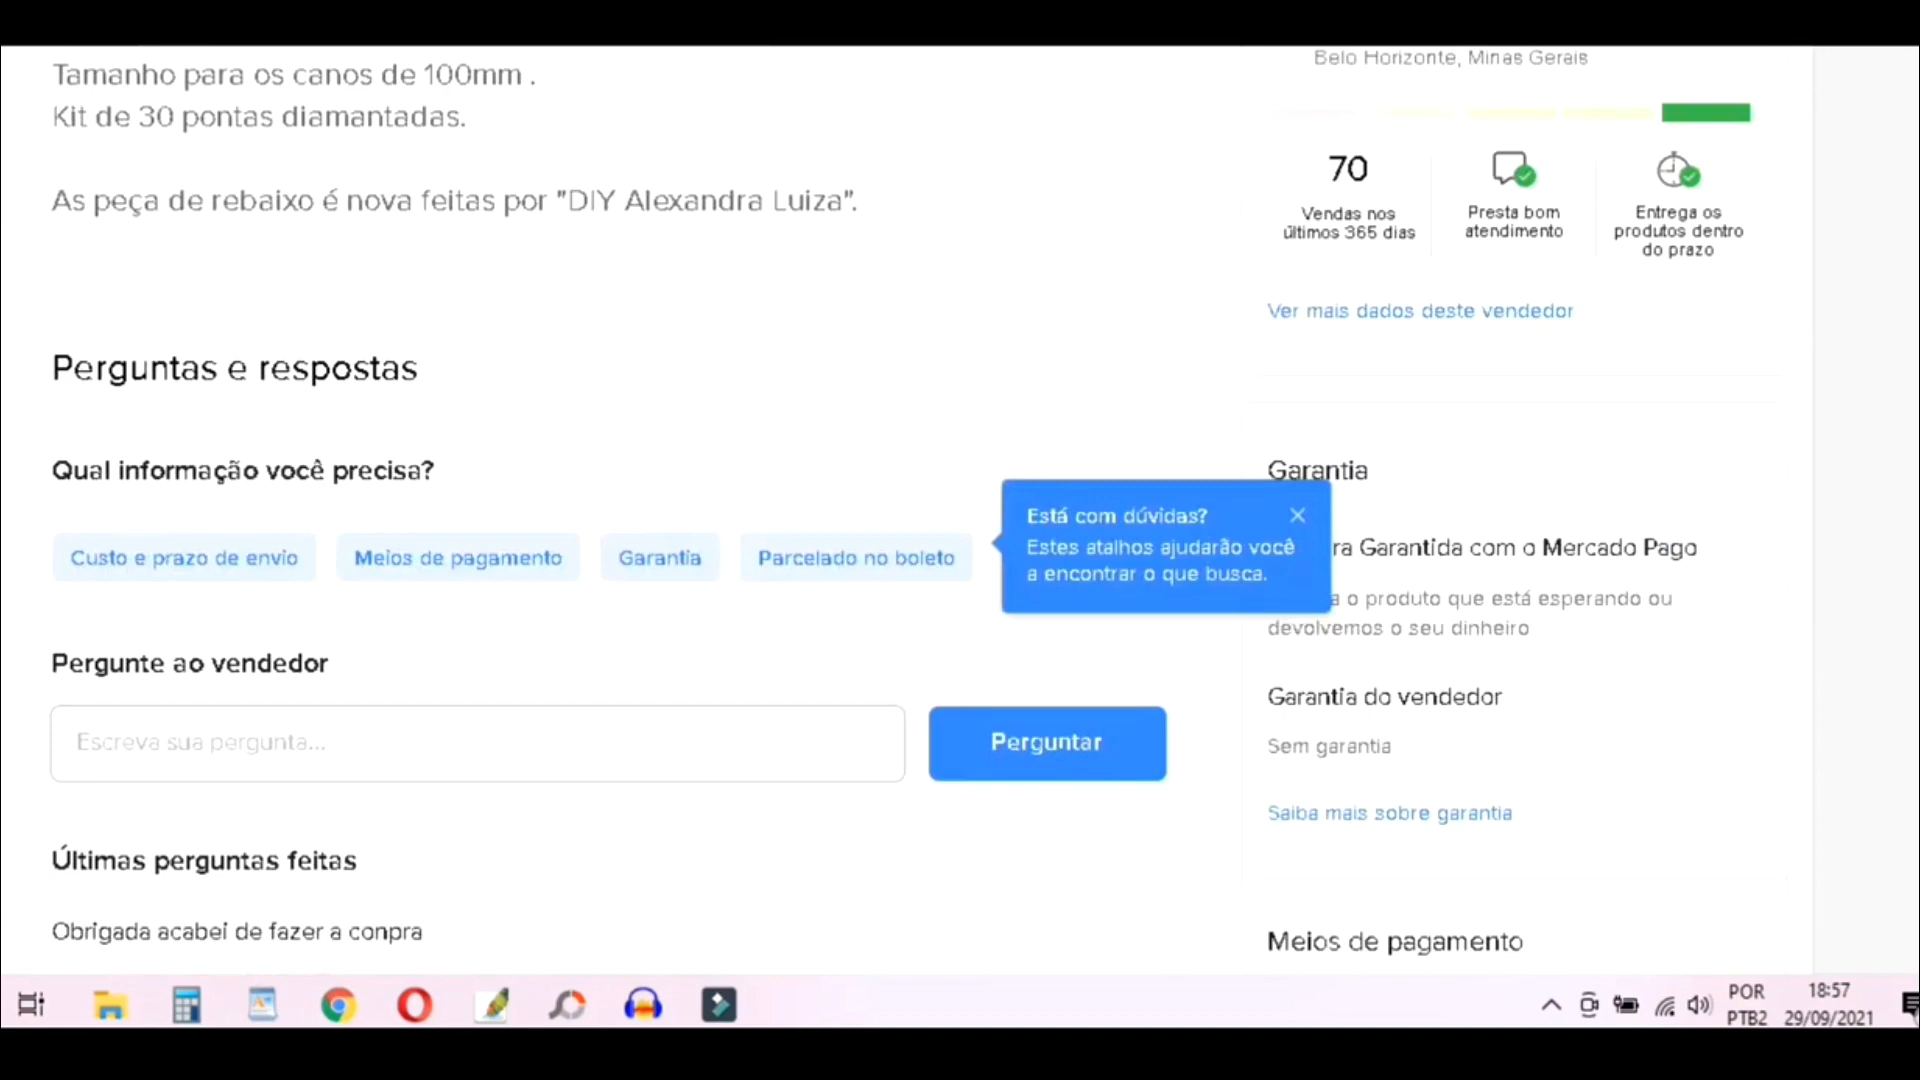 Tamanho para os canos de 100mm .
Kit de 30 pontas diamantadas.
As peça de rebaixo é nova feitas por "DIY Alexandra Luiza".
Perguntas e respostas
Qual informação você precisa?
Custo e prazo de envio
Meios de pagamento
Garantia
Parcelado no boleto
Está com dúvidas?
Estes atalhos ajudarão você
a encontrar o que busca.
Pergunte ao vendedor
Escreva sua pergunta...
Perguntar
Últimas perguntas feitas
Obrigada acabei de fazer a conpra
Belo Horizonte, Minas Gerais
70
Vendas nos
últimos 365 dias
Presta bom
atendimento
Entrega os
produtos dentro
do prazo
Ver mais dados deste vendedor
Garantia
ra Garantida com o Mercado Pago
a o produto que está esperando ou
devolvemos o seu dinheiro
Garantia do vendedor
Sem garantia
Saiba mais sobre garantia
Meios de pagamento
POR
PTB2
18:57
29/09/2021